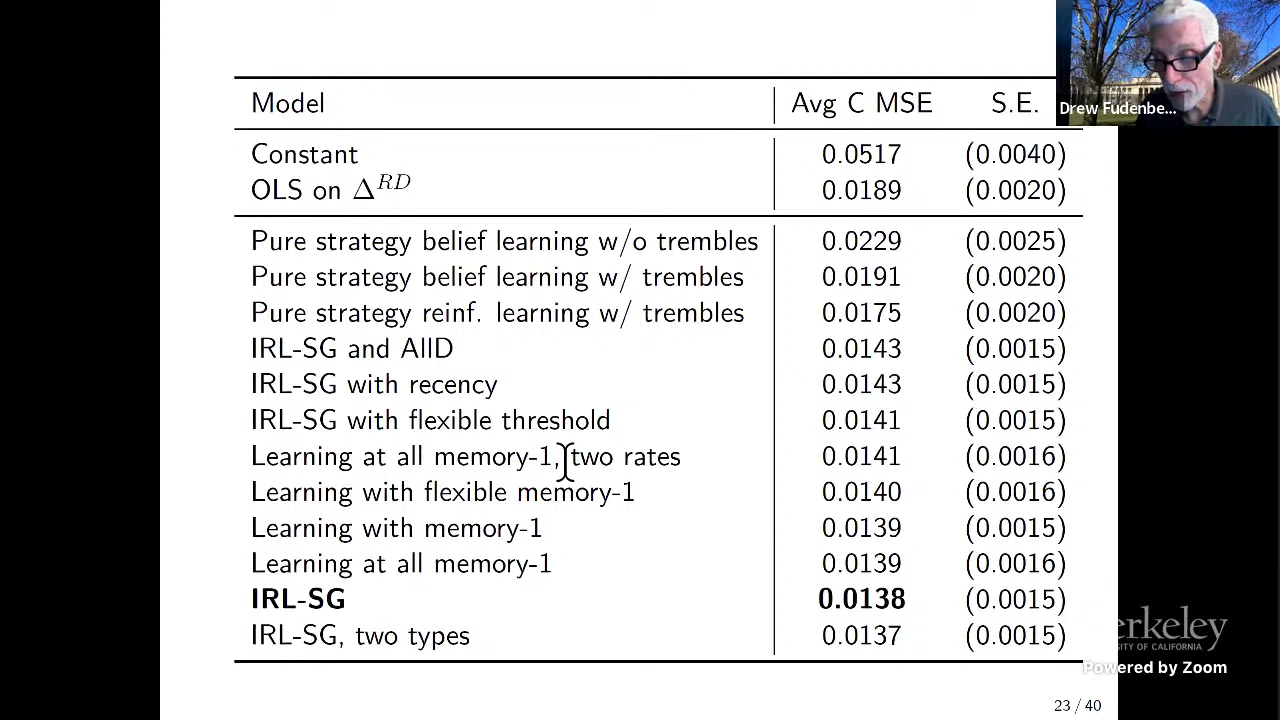 Model Avg C MSE S.E.
Drew Fudenbe...
Constant 0.0517 (0.0040)
OLS on Δ^RD 0.0189 (0.0020)
Pure strategy belief learning w/o trembles 0.0229 (0.0025)
Pure strategy belief learning w/ trembles 0.0191 (0.0020)
Pure strategy reinf. learning w/ trembles 0.0175 (0.0020)
IRL-SG and AllD 0.0143 (0.0015)
IRL-SG with recency 0.0143 (0.0015)
IRL-SG with flexible threshold 0.0141 (0.0015)
Learning at all memory-1, two rates 0.0141 (0.0016)
Learning with flexible memory-1 0.0140 (0.0016)
Learning with memory-1 0.0139 (0.0015)
Learning at all memory-1 0.0139 (0.0016)
IRL-SG 0.0138 (0.0015)
IRL-SG, two types 0.0137 (0.0015)
erkeley
SITY OF CALIFORNIA
Powered by Zoom
23 / 40